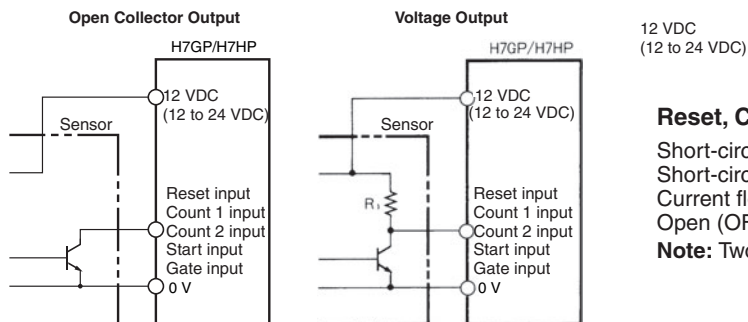 Open Collector Output
H7GP/H7HP
12 VDC
(12 to 24 VDC)
Sensor
Reset input
Count 1 input
Count 2 input
Start input
Gate input
0 V
Voltage Output
H7GP/H7HP
12 VDC
(12 to 24 VDC)
Sensor
R₁
Reset input
Count 1 input
Count 2 input
Start input
Gate input
0 V
12 VDC
(12 to 24 VDC)
Reset, C
Short-circ
Short-circ
Current fl
Open (OF
Note: Two